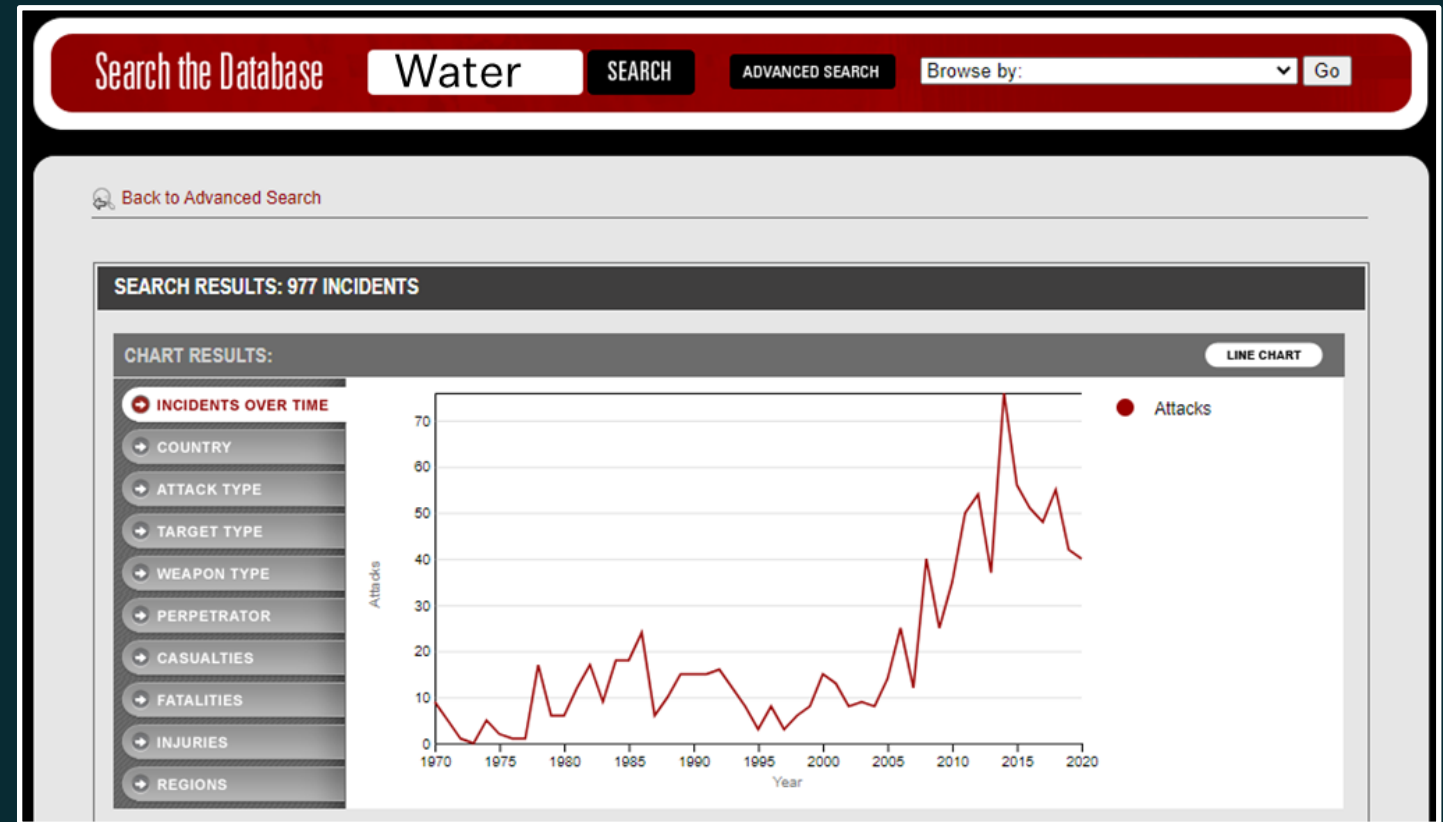 Search the Database Water SEARCH ADVANCED SEARCH Browse by: Go
Back to Advanced Search
SEARCH RESULTS: 977 INCIDENTS
CHART RESULTS: LINE CHART
INCIDENTS OVER TIME
COUNTRY
ATTACK TYPE
TARGET TYPE
WEAPON TYPE
PERPETRATOR
CASUALTIES
FATALITIES
INJURIES
REGIONS
Attacks
70
60
50
40
30
20
10
0
1970 1975 1980 1985 1990 1995 2000 2005 2010 2015 2020
Year
Attacks